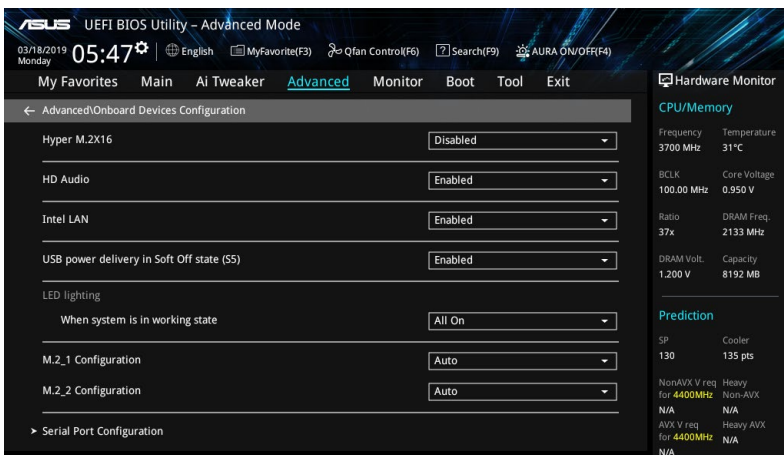 ASUS UEFI BIOS Utility – Advanced Mode
03/18/2019 Monday 05:47 English MyFavorite(F3) Qfan Control(F6) ? Search(F9) AURA ON/OFF(F4)
My Favorites Main Ai Tweaker Advanced Monitor Boot Tool Exit
← Advanced\Onboard Devices Configuration
Hyper M.2X16 Disabled
HD Audio Enabled
Intel LAN Enabled
USB power delivery in Soft Off state (S5) Enabled
LED lighting
When system is in working state All On
M.2_1 Configuration Auto
M.2_2 Configuration Auto
> Serial Port Configuration
Hardware Monitor
CPU/Memory
Frequency Temperature
3700 MHz 31°C
BCLK Core Voltage
100.00 MHz 0.950 V
Ratio DRAM Freq.
37x 2133 MHz
DRAM Volt. Capacity
1.200 V 8192 MB
Prediction
SP Cooler
130 135 pts
NonAVX V req Heavy
for 4400MHz Non-AVX
N/A N/A
AVX V req Heavy AVX
for 4400MHz N/A
N/A